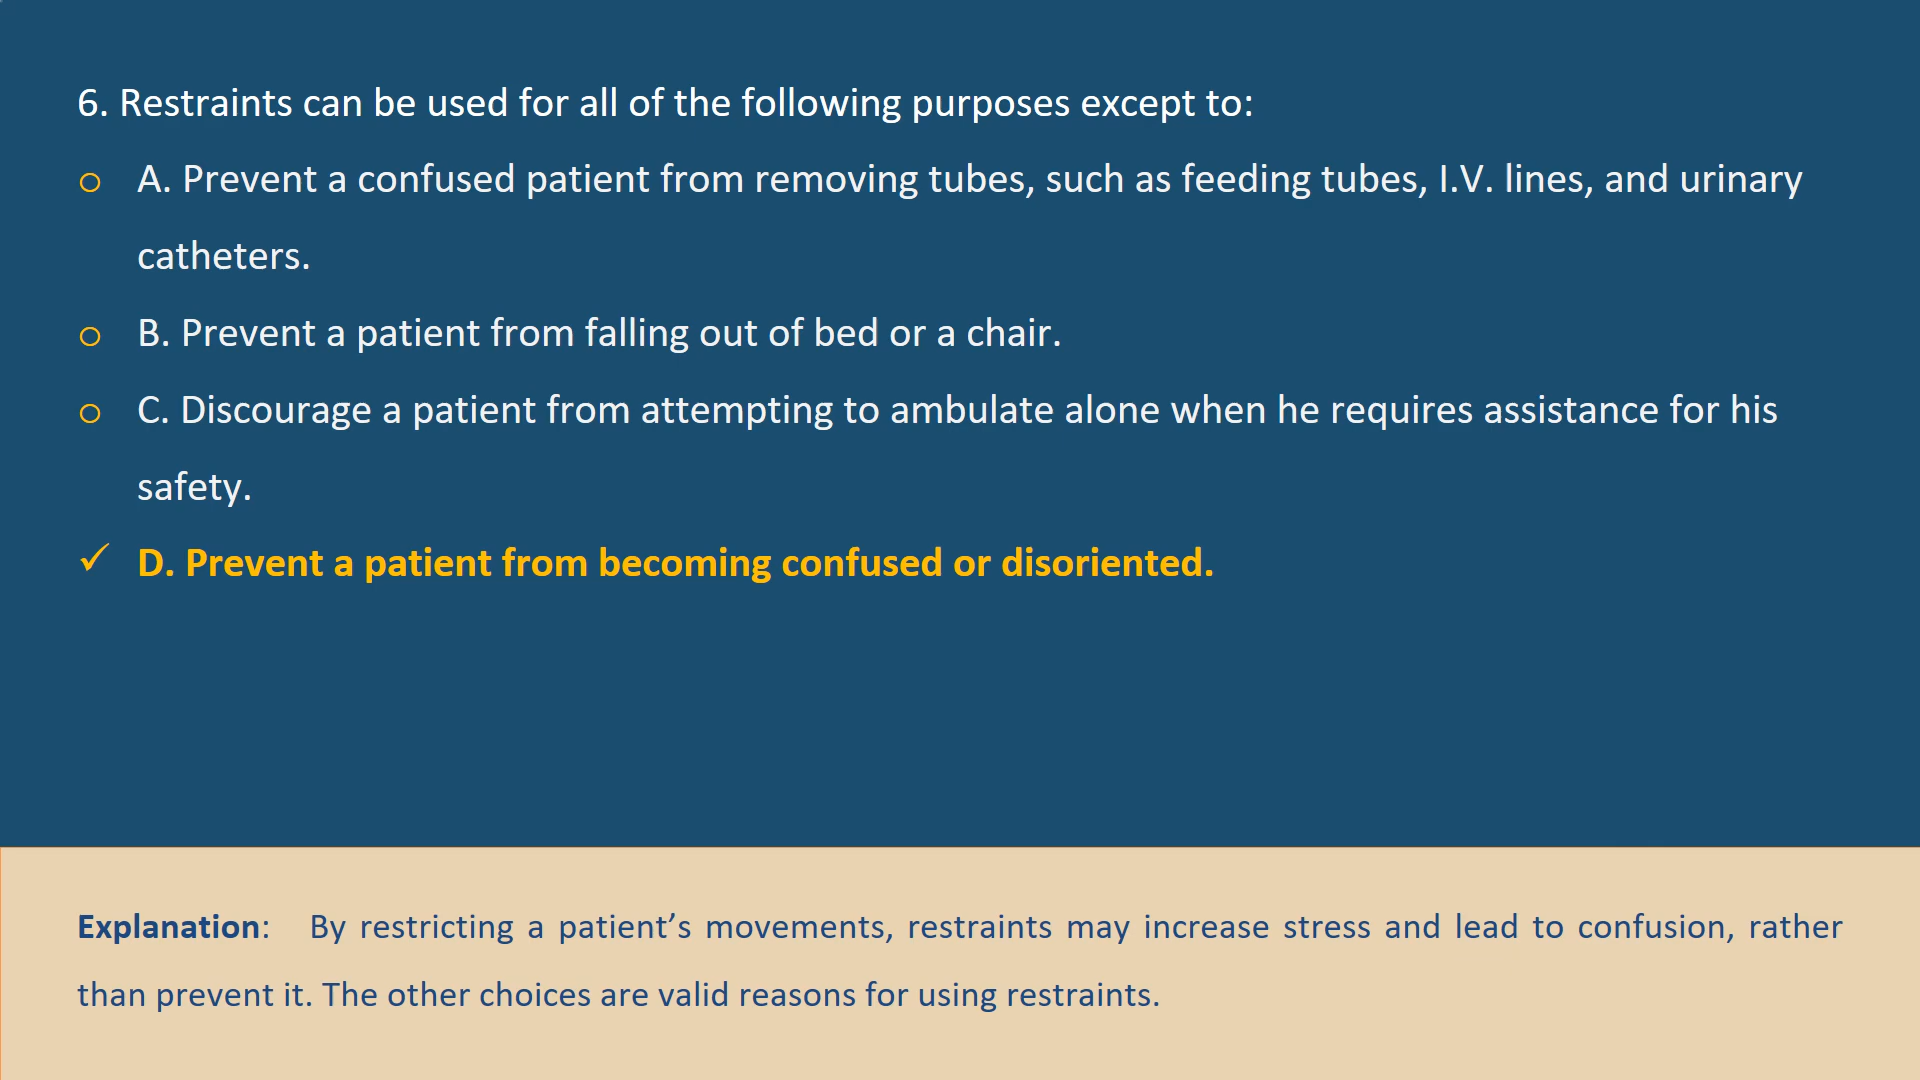 6. Restraints can be used for all of the following purposes except to:
o A. Prevent a confused patient from removing tubes, such as feeding tubes, I.V. lines, and urinary
catheters.
o B. Prevent a patient from falling out of bed or a chair.
o C. Discourage a patient from attempting to ambulate alone when he requires assistance for his
safety.
✓ D. Prevent a patient from becoming confused or disoriented.
Explanation: By restricting a patient’s movements, restraints may increase stress and lead to confusion, rather
than prevent it. The other choices are valid reasons for using restraints.